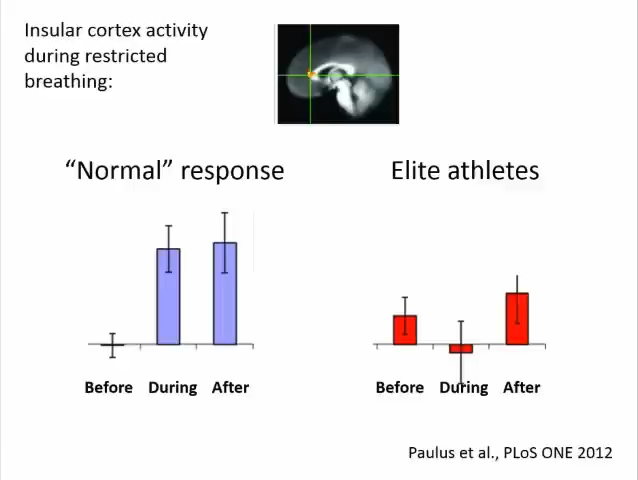 Insular cortex activity
during restricted
breathing:
“Normal” response
Elite athletes
Before During After
Before During After
Paulus et al., PLoS ONE 2012